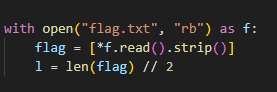 with open("flag.txt", "rb") as f:
    flag = [*f.read().strip()]
    l = len(flag) // 2